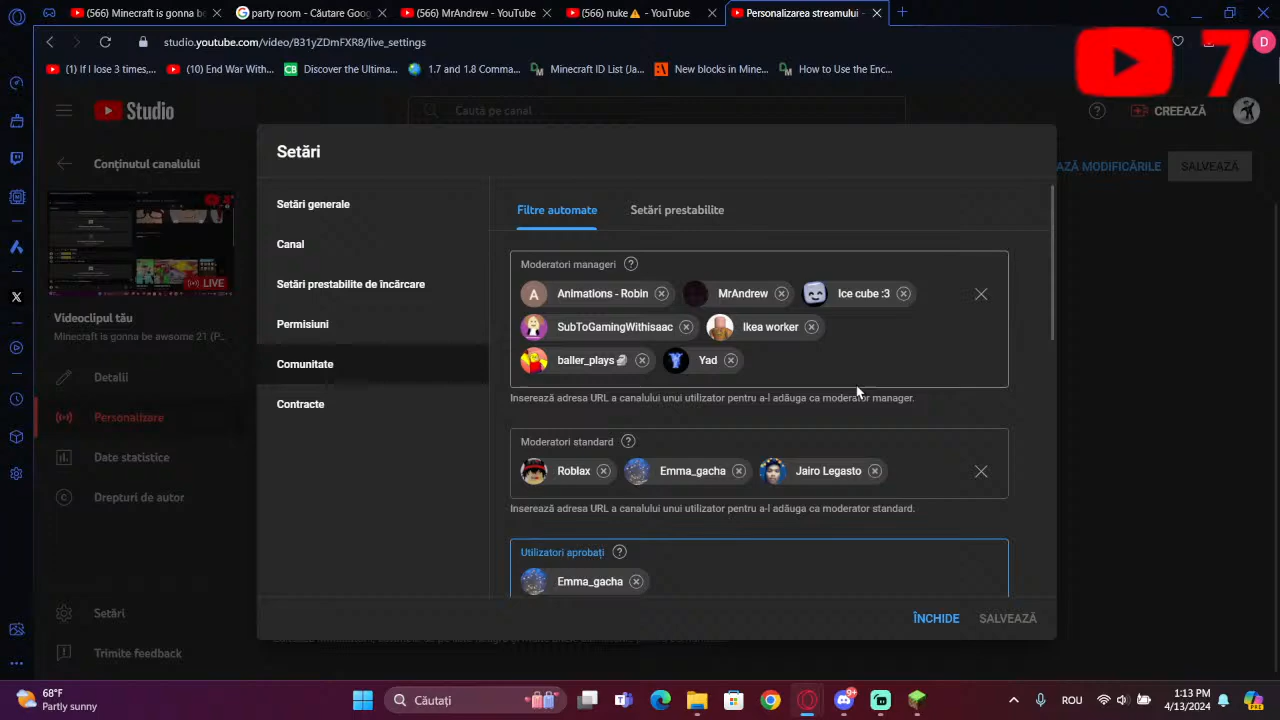 (566) Minecraft is gonna be
party room - Căutare Goog
(566) MrAndrew - YouTube
(566) nuke⚠ - YouTube
Personalizarea streamului -
studio.youtube.com/video/B31yZDmFXR8/live_settings
(1) If I lose 3 times,...
(10) End War With...
Discover the Ultima...
1.7 and 1.8 Comma...
Minecraft ID List (Ja...
New blocks in Mine...
How to Use the Enc...
7
Studio
Caută pe canal
CREEAZĂ
Conținutul canalului
EAZĂ MODIFICĂRILE
SALVEAZĂ
LIVE
Videoclipul tău
Minecraft is gonna be awsome 21 (P...
Detalii
Personalizare
Date statistice
Drepturi de autor
Setări
Trimite feedback
Setări
Setări generale
Canal
Setări prestabilite de încărcare
Permisiuni
Comunitate
Contracte
Filtre automate
Setări prestabilite
Moderatori manageri
A Animations - Robin
MrAndrew
Ice cube :3
SubToGamingWithisaac
Ikea worker
baller_plays🗿
Yad
Inserează adresa URL a canalului unui utilizator pentru a-l adăuga ca moderator manager.
Moderatori standard
Roblax
Emma_gacha
Jairo Legasto
Inserează adresa URL a canalului unui utilizator pentru a-l adăuga ca moderator standard.
Utilizatori aprobați
Emma_gacha
ÎNCHIDE
SALVEAZĂ
68°F
Partly sunny
Căutați
ROU
1:13 PM
4/13/2024